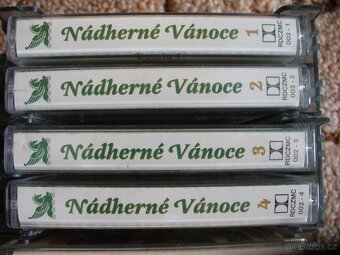 Nádherné Vánoce 1 RDCZMC 002 - 1
Nádherné Vánoce 2 RDCZMC 002 - 2
Nádherné Vánoce 3 RDCZMC 002 - 3
Nádherné Vánoce 4 RDCZMC 002 - 4